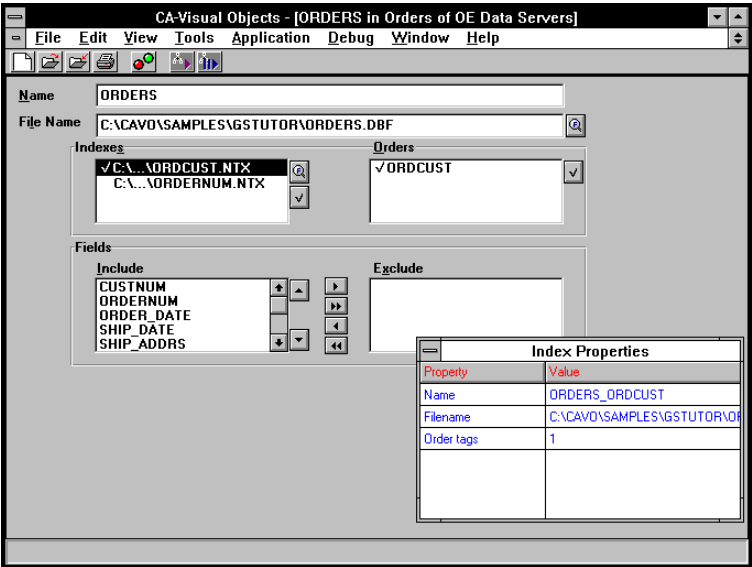 CA-Visual Objects - [ORDERS in Orders of OE Data Servers]
File Edit View Tools Application Debug Window Help
Name ORDERS
File Name C:\CAVO\SAMPLES\GSTUTOR\ORDERS.DBF
Indexes Orders
√C:\...\ORDCUST.NTX √ORDCUST
C:\...\ORDERNUM.NTX
Fields
Include Exclude
CUSTNUM
ORDERNUM
ORDER_DATE
SHIP_DATE
SHIP_ADDRS
Index Properties
Property Value
Name ORDERS_ORDCUST
Filename C:\CAVO\SAMPLES\GSTUTOR\
Order tags 1